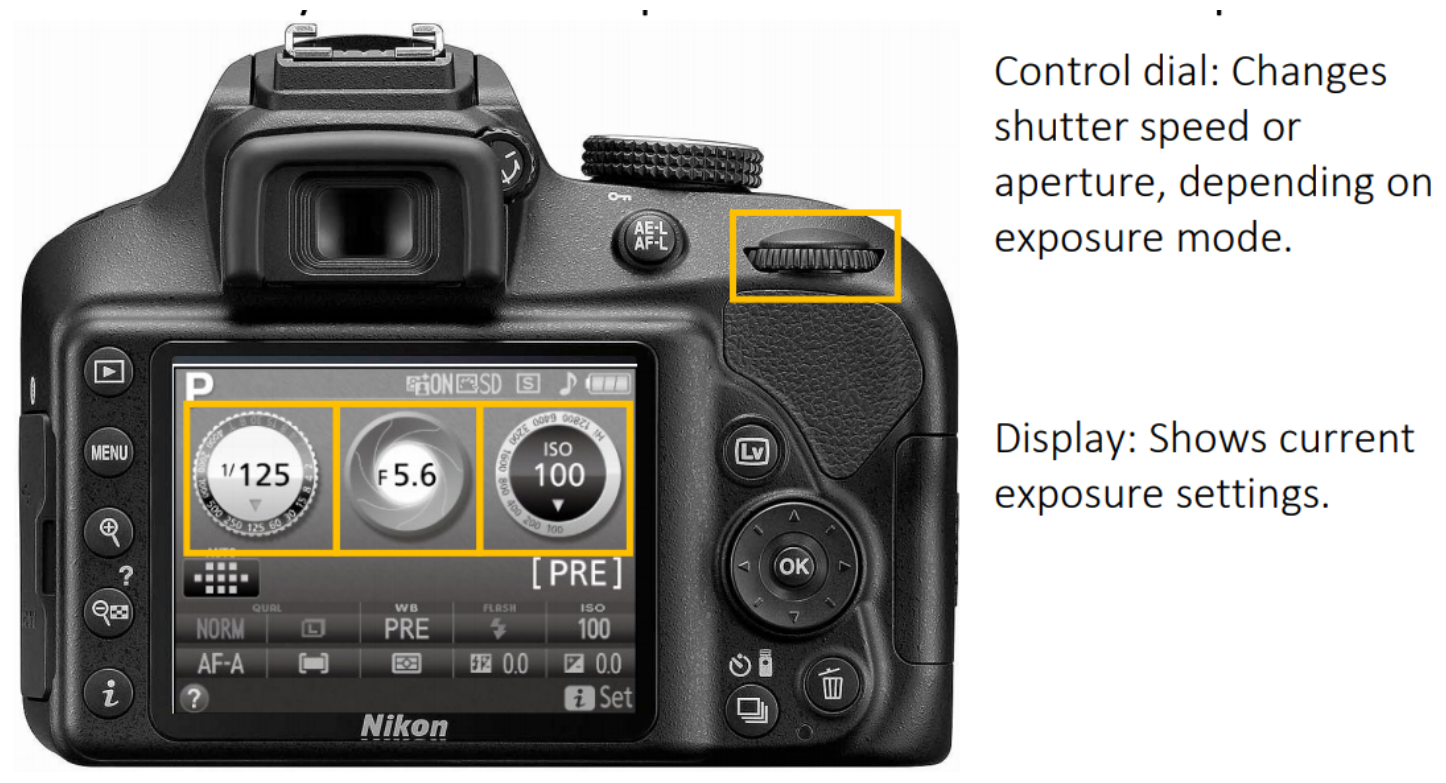 Control dial: Changes
shutter speed or
aperture, depending on
exposure mode.
AE-L
AF-L
P
ON SD S
1/125
F 5.6
ISO
100
MENU
Lv
AUTO
[ PRE ]
?
QUAL WB FLASH ISO
NORM L PRE 100
AF-A 0.0 0.0
OK
? i Set
i
Nikon
Display: Shows current
exposure settings.